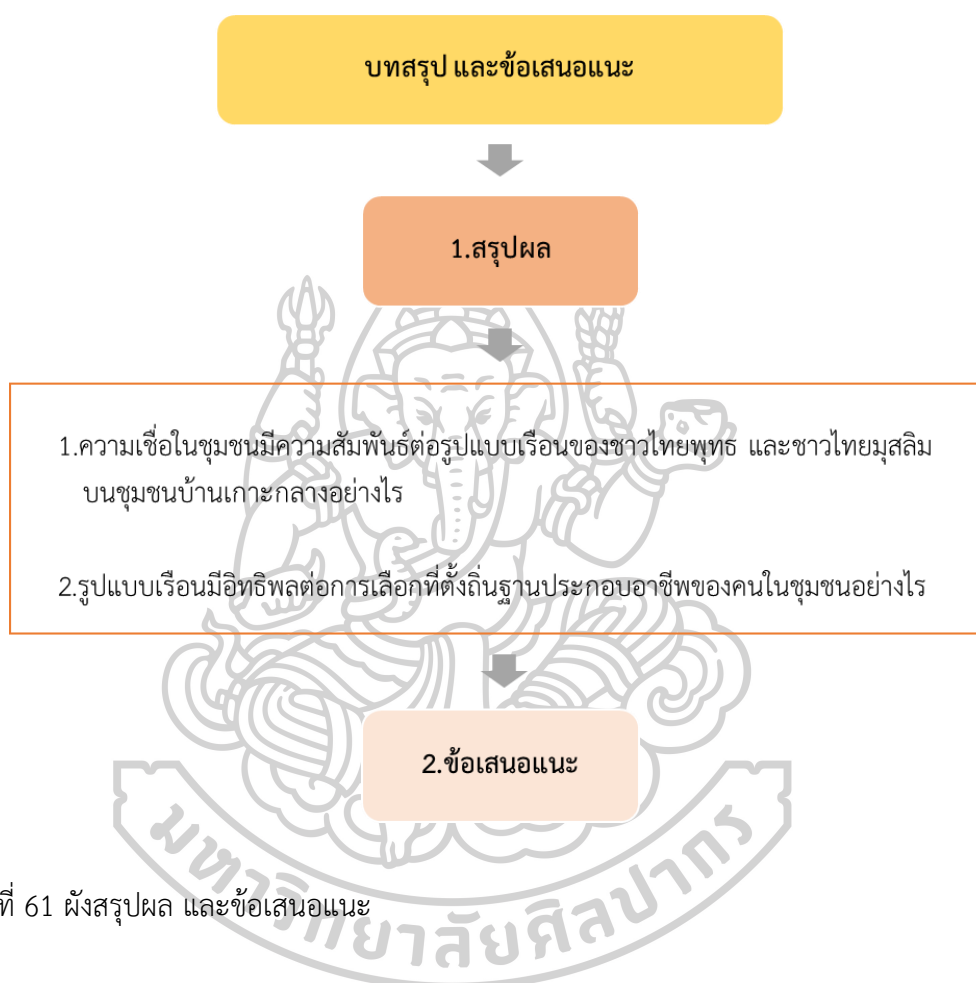 บทสรุป และข้อเสนอแนะ
1.สรุปผล
1.ความเชื่อในชุมชนมีความสัมพันธ์ต่อรูปแบบเรือนของชาวไทยพุทธ และชาวไทยมุสลิม
บนชุมชนบ้านเกาะกลางอย่างไร
2.รูปแบบเรือนมีอิทธิพลต่อการเลือกที่ตั้งถิ่นฐานประกอบอาชีพของคนในชุมชนอย่างไร
2.ข้อเสนอแนะ
ที่ 61 ผังสรุปผล และข้อเสนอแนะ
มหาวิทยาลัยศิลปากร